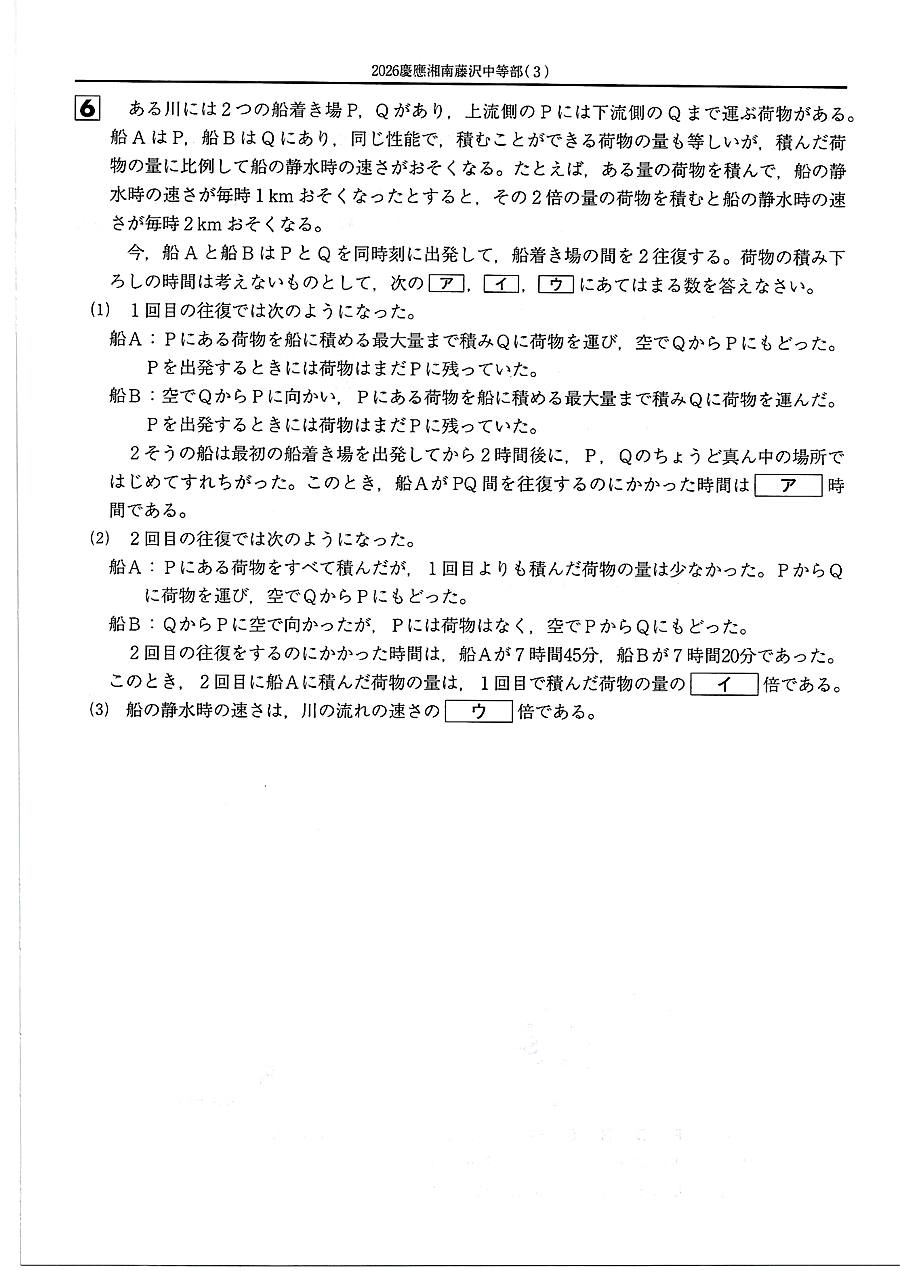 2026慶應湘南藤沢中等部(3)
6 ある川には2つの船着き場P,Qがあり,上流側のPには下流側のQまで運ぶ荷物がある。
船AはP,船BはQにあり,同じ性能で,積むことができる荷物の量も等しいが,積んだ荷
物の量に比例して船の静水時の速さがおそくなる。たとえば,ある量の荷物を積んで,船の静
水時の速さが毎時1kmおそくなったとすると,その2倍の量の荷物を積むと船の静水時の速
さが毎時2kmおそくなる。
今,船Aと船BはPとQを同時刻に出発して,船着き場の間を2往復する。荷物の積み下
ろしの時間は考えないものとして,次のア,イ,ウにあてはまる数を答えなさい。
(1) 1回目の往復では次のようになった。
船A:Pにある荷物を船に積める最大量まで積みQに荷物を運び,空でQからPにもどった。
Pを出発するときには荷物はまだPに残っていた。
船B:空でQからPに向かい,Pにある荷物を船に積める最大量まで積みQに荷物を運んだ。
Pを出発するときには荷物はまだPに残っていた。
2そうの船は最初の船着き場を出発してから2時間後に,P,Qのちょうど真ん中の場所で
はじめてすれちがった。このとき,船AがPQ間を往復するのにかかった時間はア時
間である。
(2) 2回目の往復では次のようになった。
船A:Pにある荷物をすべて積んだが,1回目よりも積んだ荷物の量は少なかった。PからQ
に荷物を運び,空でQからPにもどった。
船B:QからPに空で向かったが,Pには荷物はなく,空でPからQにもどった。
2回目の往復をするのにかかった時間は,船Aが7時間45分,船Bが7時間20分であった。
このとき,2回目に船Aに積んだ荷物の量は,1回目で積んだ荷物の量のイ倍である。
(3) 船の静水時の速さは,川の流れの速さのウ倍である。